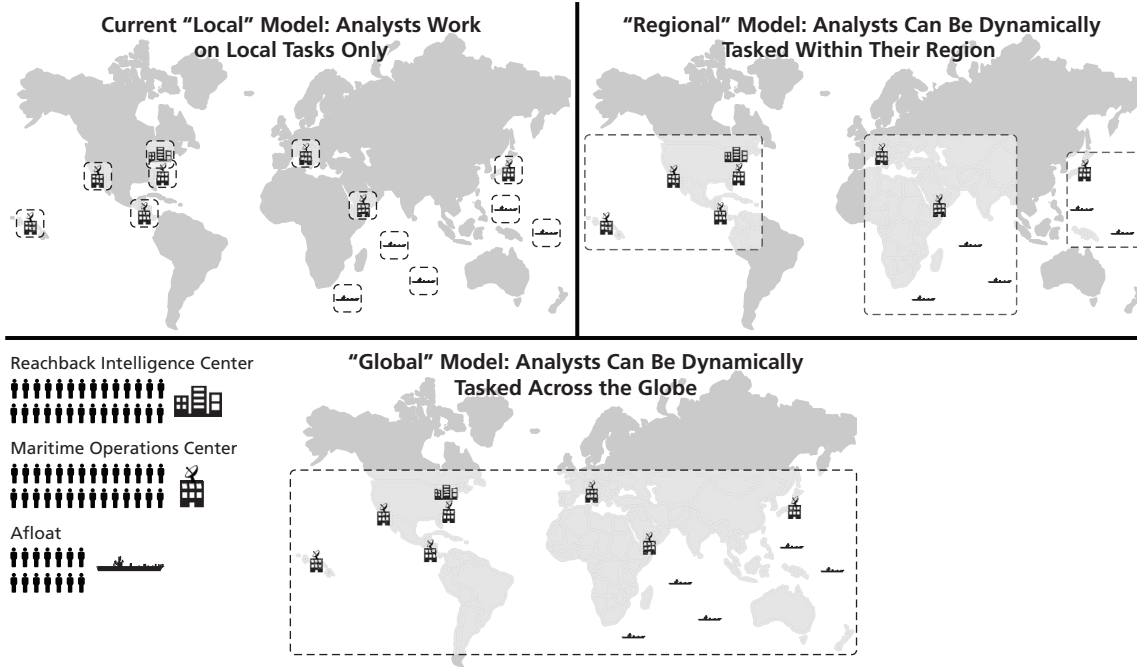 Current “Local” Model: Analysts Work
on Local Tasks Only
“Regional” Model: Analysts Can Be Dynamically
Tasked Within Their Region
Reachback Intelligence Center
Maritime Operations Center
Afloat
“Global” Model: Analysts Can Be Dynamically
Tasked Across the Globe